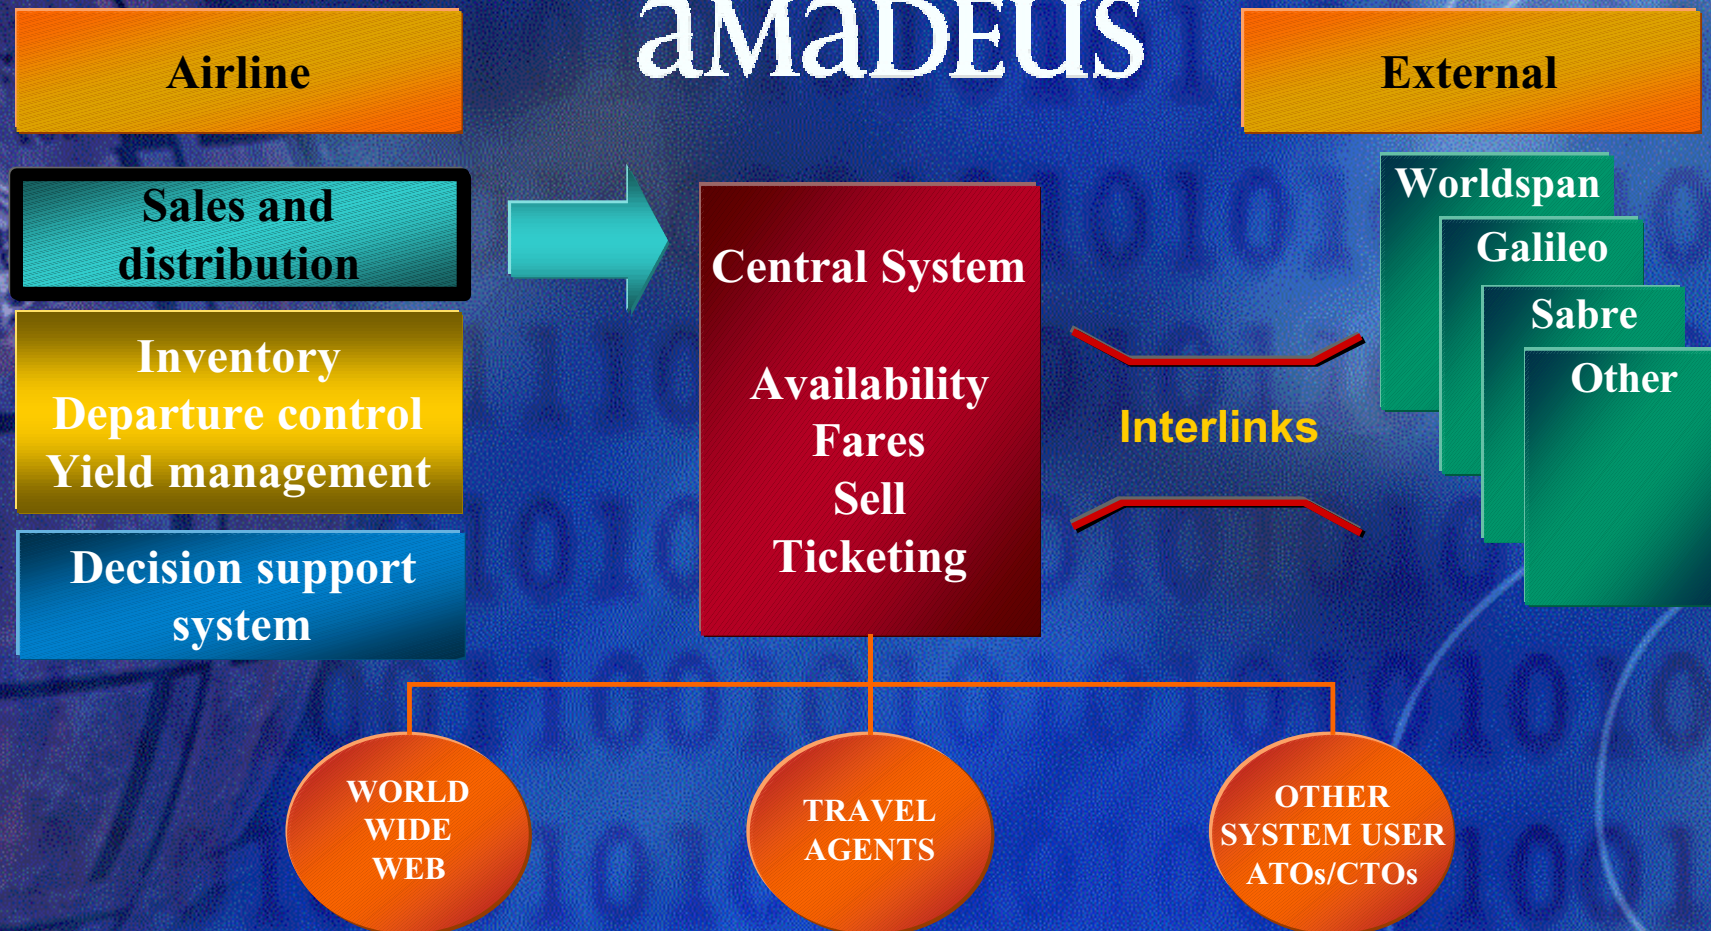 aMaDEUS
Airline
External
Sales and
distribution
Inventory
Departure control
Yield management
Decision support
system
Central System
Availability
Fares
Sell
Ticketing
Interlinks
Worldspan
Galileo
Sabre
Other
WORLD
WIDE
WEB
TRAVEL
AGENTS
OTHER
SYSTEM USER
ATOs/CTOs